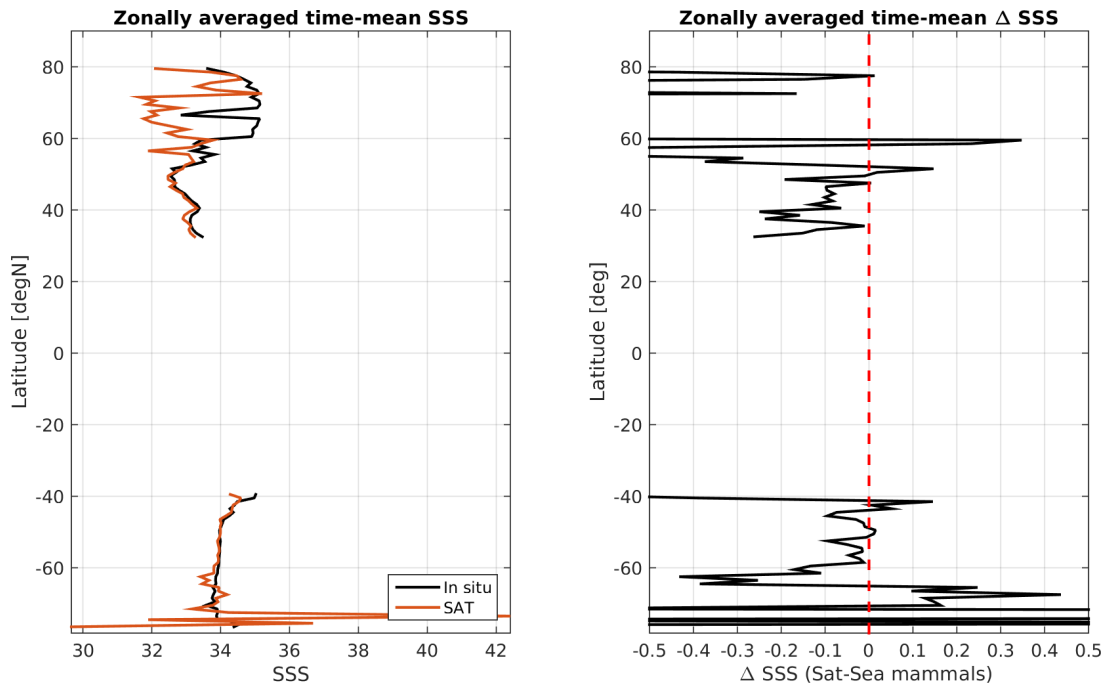 Zonally averaged time-mean SSS
80
60
40
20
0
-20
-40
-60
Latitude [degN]
In situ
SAT
30 32 34 36 38 40 42
SSS
Zonally averaged time-mean Δ SSS
80
60
40
20
0
-20
-40
-60
Latitude [deg]
-0.5 -0.4 -0.3 -0.2 -0.1 0 0.1 0.2 0.3 0.4 0.5
Δ SSS (Sat-Sea mammals)